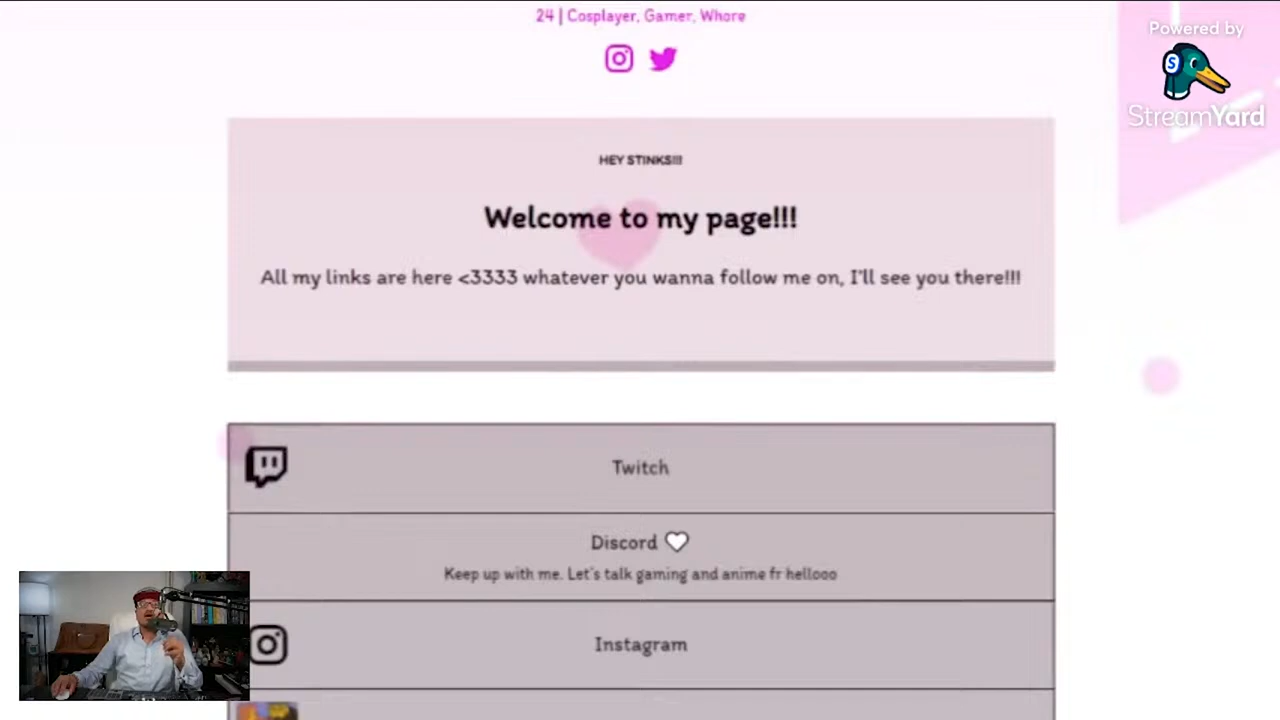 24 | Cosplayer, Gamer, Whore
Powered by
StreamYard
HEY STINKS!!!
Welcome to my page!!!
All my links are here <3333 whatever you wanna follow me on, I'll see you there!!!
Twitch
Discord
Keep up with me. Let's talk gaming and anime fr hellooo
Instagram